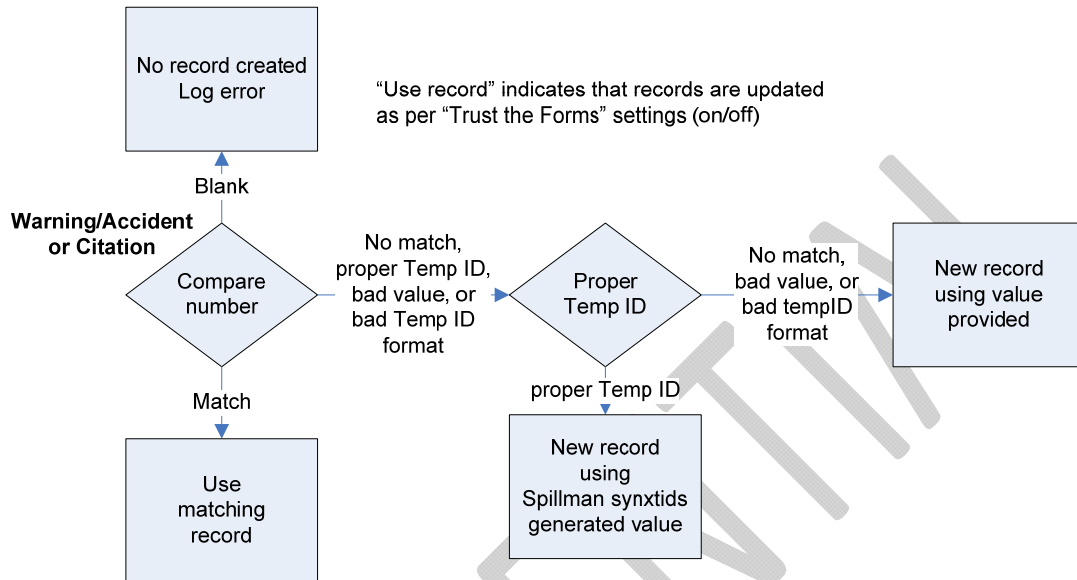 No record created
Log error
“Use record” indicates that records are updated
as per “Trust the Forms” settings (on/off)
Blank
Warning/Accident
or Citation
Compare
number
No match,
proper Temp ID,
bad value, or
bad Temp ID
format
Proper
Temp ID
No match,
bad value, or
bad tempID
format
New record
using value
provided
Match
proper Temp ID
Use
matching
record
New record
using
Spillman synxtids
generated value